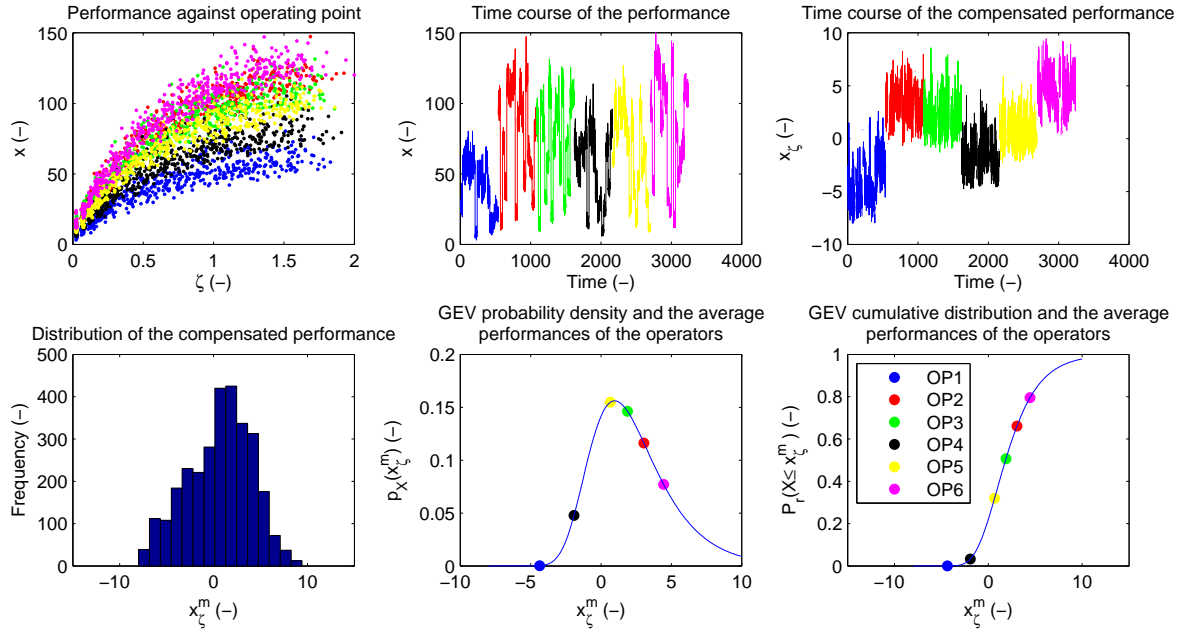 Performance against operating point
150
100
50
0
x (−)
0
0.5
1
1.5
2
ζ (−)
Time course of the performance
150
100
50
0
x (−)
0
1000
2000
3000
4000
Time (−)
Time course of the compensated performance
10
5
0
−5
−10
x_ζ (−)
0
1000
2000
3000
4000
Time (−)
Distribution of the compensated performance
500
400
300
200
100
0
Frequency (−)
−10
0
10
x_ζ^m (−)
GEV probability density and the average
performances of the operators
0.2
0.15
0.1
0.05
0
p_X(x_ζ^m) (−)
−10
−5
0
5
10
x_ζ^m (−)
GEV cumulative distribution and the average
performances of the operators
1
0.8
0.6
0.4
0.2
0
P_r(X≤ x_ζ^m) (−)
OP1
OP2
OP3
OP4
OP5
OP6
−10
0
10
x_ζ^m (−)